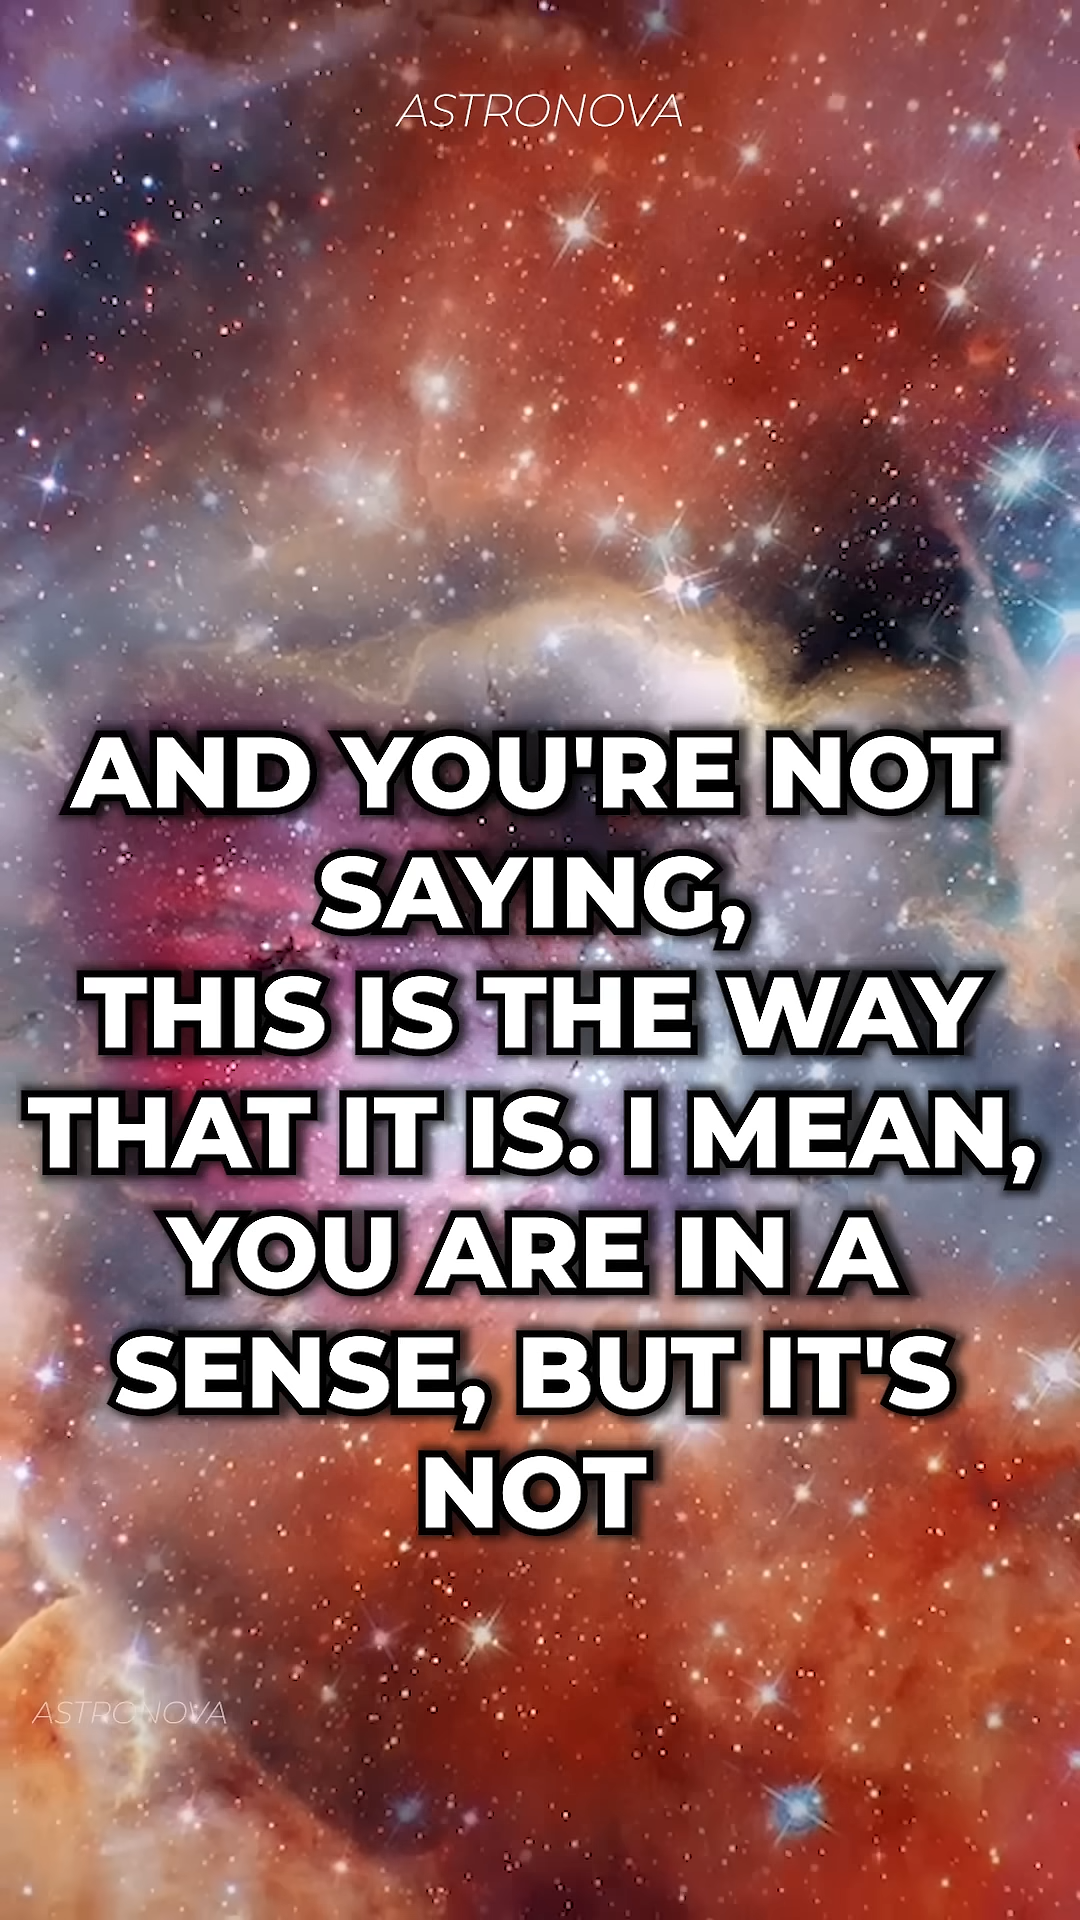 ASTRONOVA
AND YOU'RE NOT
SAYING,
THIS IS THE WAY
THAT IT IS. I MEAN,
YOU ARE IN A
SENSE, BUT IT'S
NOT
ASTRONOVA